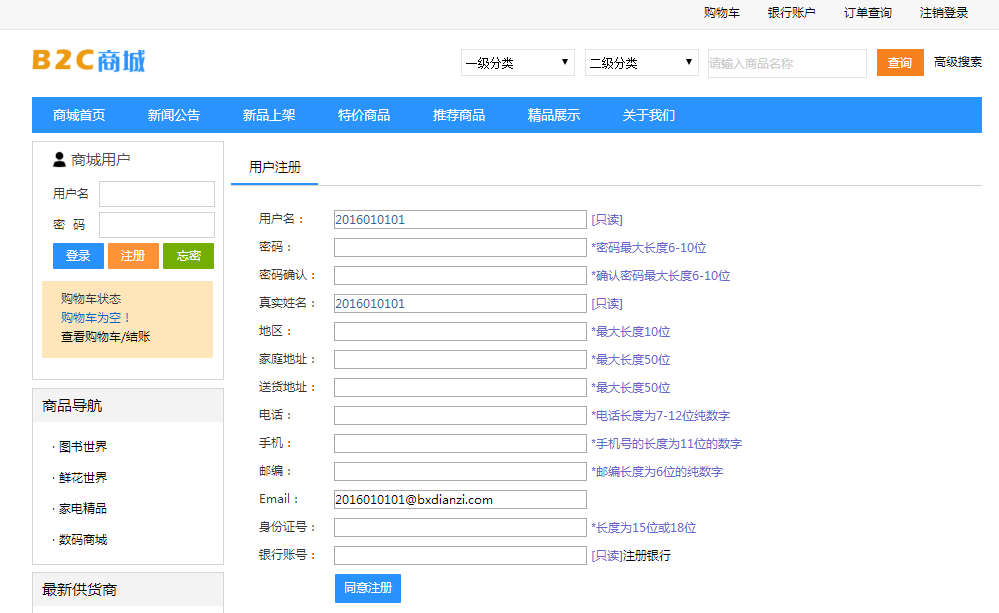 购物车 银行账户 订单查询 注销登录
B2C商城
一级分类 二级分类 请输入商品名称 查询 高级搜索
商城首页 新闻公告 新品上架 特价商品 推荐商品 精品展示 关于我们
商城用户
用户名
密 码
登录 注册 忘密
购物车状态
购物车为空！
查看购物车/结账
商品导航
· 图书世界
· 鲜花世界
· 家电精品
· 数码商城
最新供货商
用户注册
用户名： 2016010101 [只读]
密码： *密码最大长度6-10位
密码确认： *确认密码最大长度6-10位
真实姓名： 2016010101 [只读]
地区： *最大长度10位
家庭地址： *最大长度50位
送货地址： *最大长度50位
电话： *电话长度为7-12位纯数字
手机： *手机号的长度为11位的数字
邮编： *邮编长度为6位的纯数字
Email： 2016010101@bxdianzi.com
身份证号： *长度为15位或18位
银行账号： [只读]注册银行
同意注册